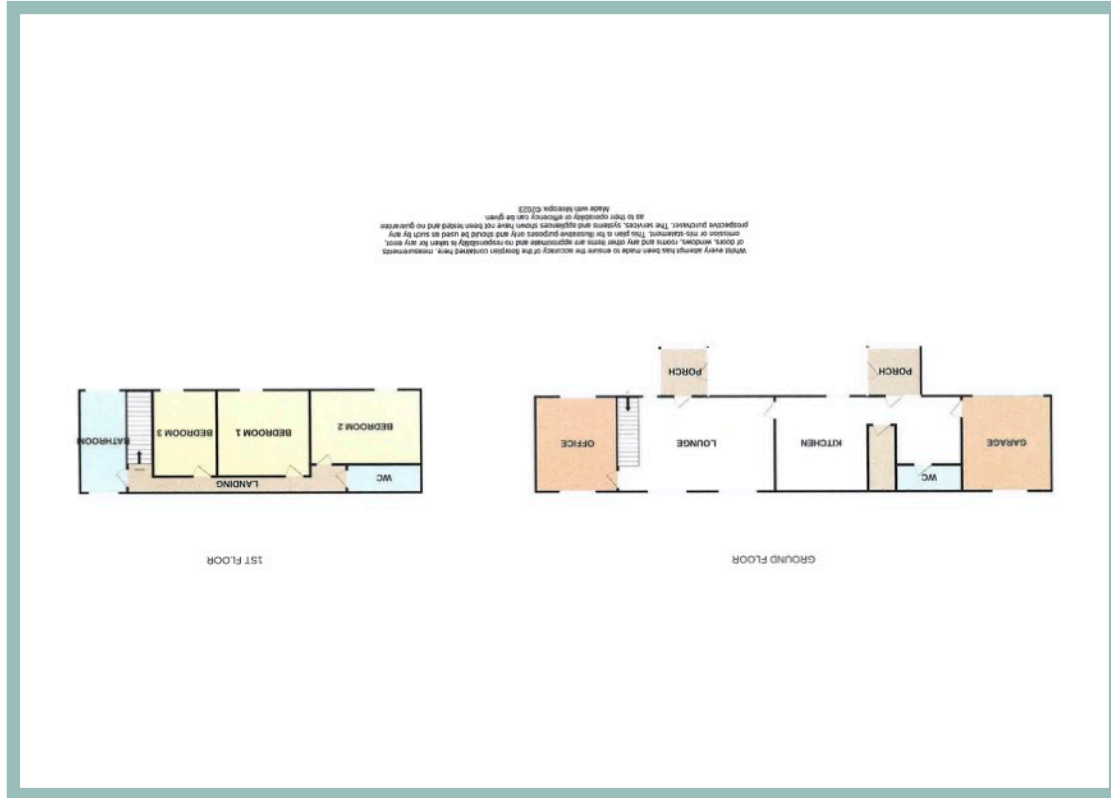 GROUND FLOOR
WC
GARAGE
KITCHEN
LOUNGE
OFFICE
PORCH
PORCH
1ST FLOOR
WC
LANDING
BEDROOM 2
BEDROOM 1
BEDROOM 3
BATHROOM
Whilst every attempt has been made to ensure the accuracy of the floorplan contained here, measurements
of doors, windows, rooms and any other items are approximate and no responsibility is taken for any error,
omission or mis-statement. This plan is for illustrative purposes only and should be used as such by any
prospective purchaser. The services, systems and appliances shown have not been tested and no guarantee
as to their operability or efficiency can be given.
Made with Metropix ©2023